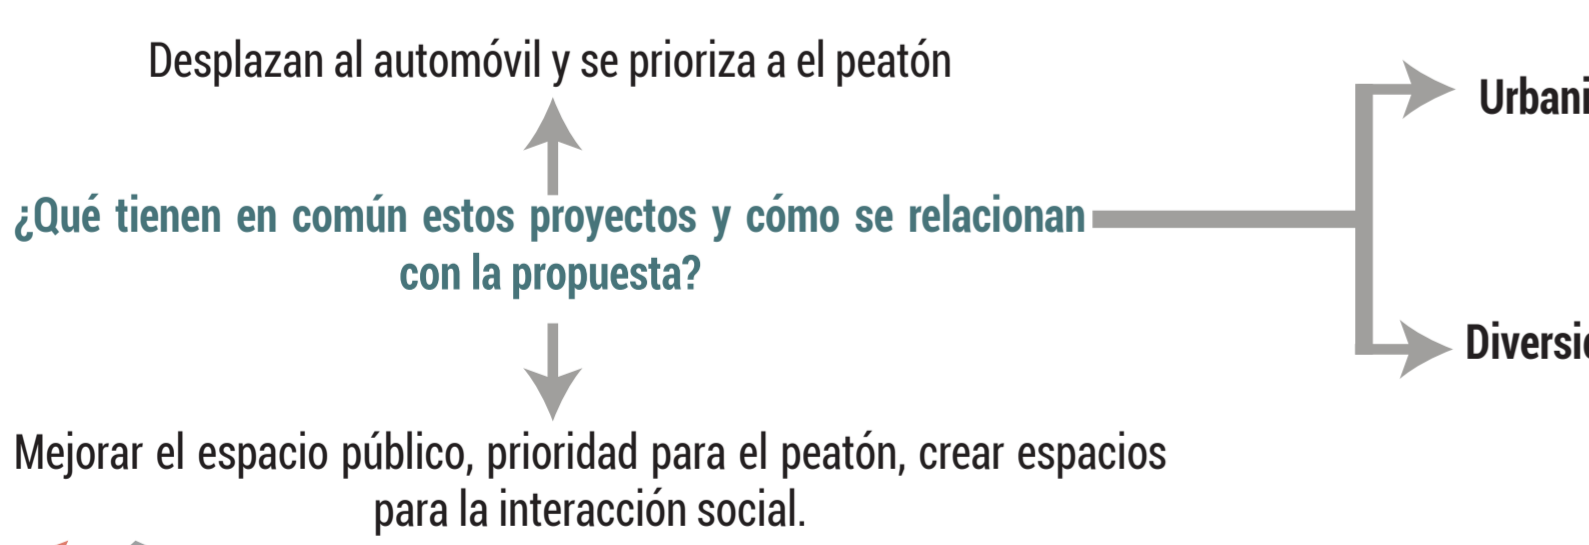 Desplazan al automóvil y se prioriza a el peatón
¿Qué tienen en común estos proyectos y cómo se relacionan
con la propuesta?
Mejorar el espacio público, prioridad para el peatón, crear espacios
para la interacción social.